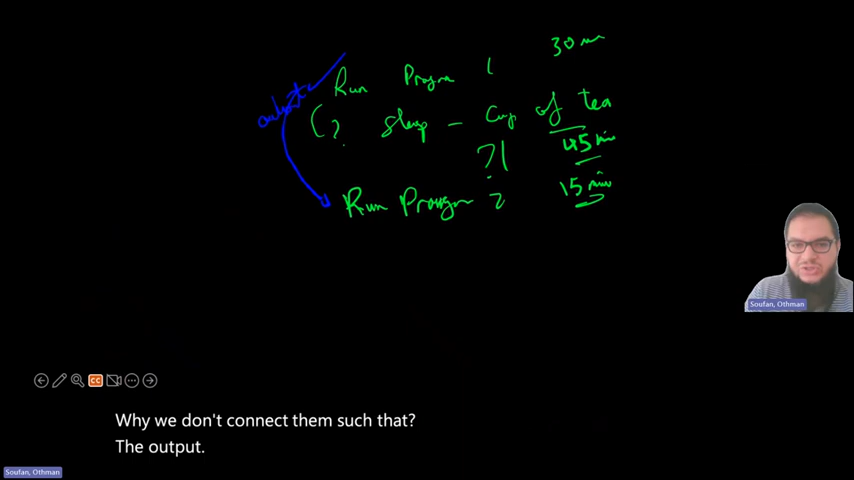 Run Progra 1 30 min
output
(? Sleep - Cup of tea
?! 45 min
15 min
Run Program 2
Soufan, Othman
CC
Why we don't connect them such that?
The output.
Soufan, Othman